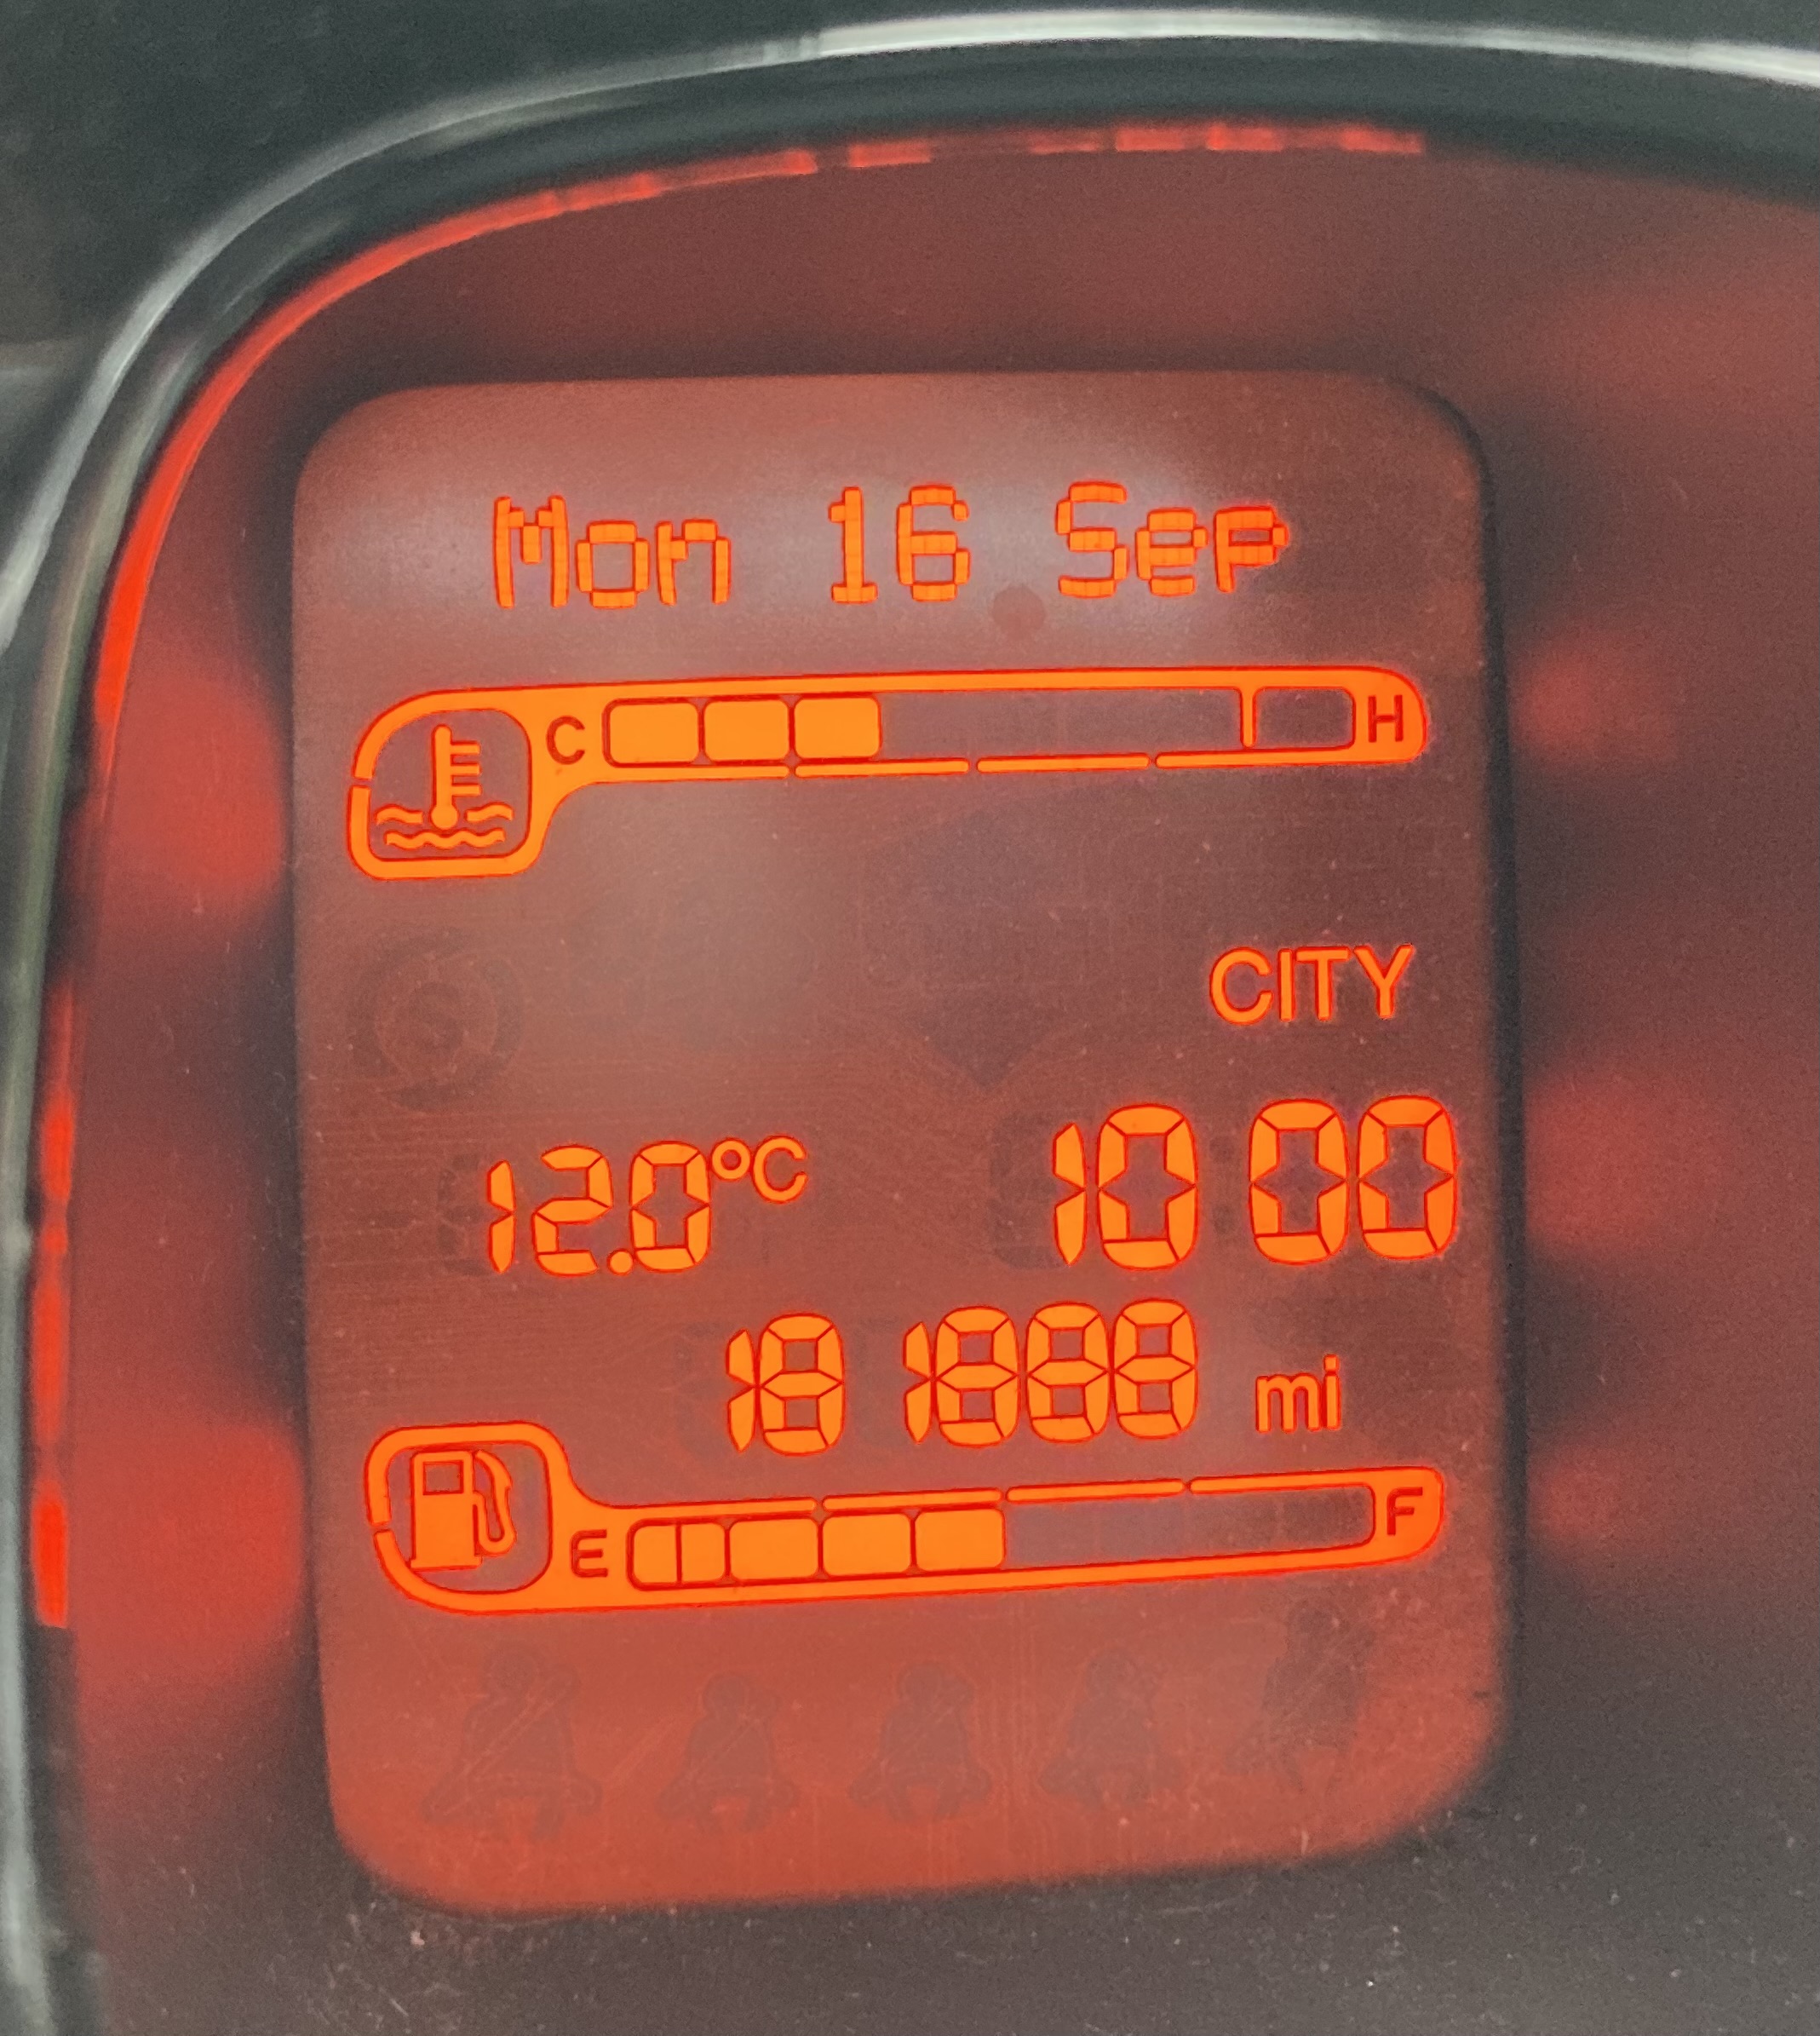 Mon 16 Sep
C H
CITY
12.0°C 10 00
18 1888 mi
E F